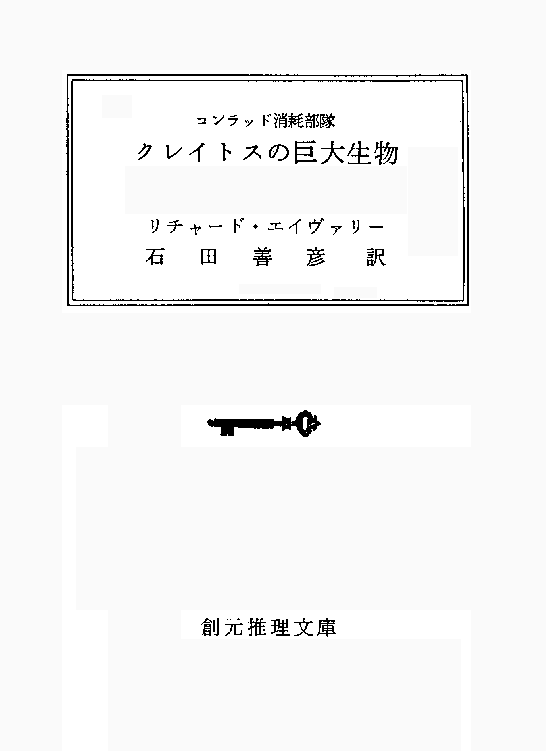 コンラッド消耗部隊
クレイトスの巨大生物
リチャード・エイヴァリー
石田善彦訳
創元推理文庫